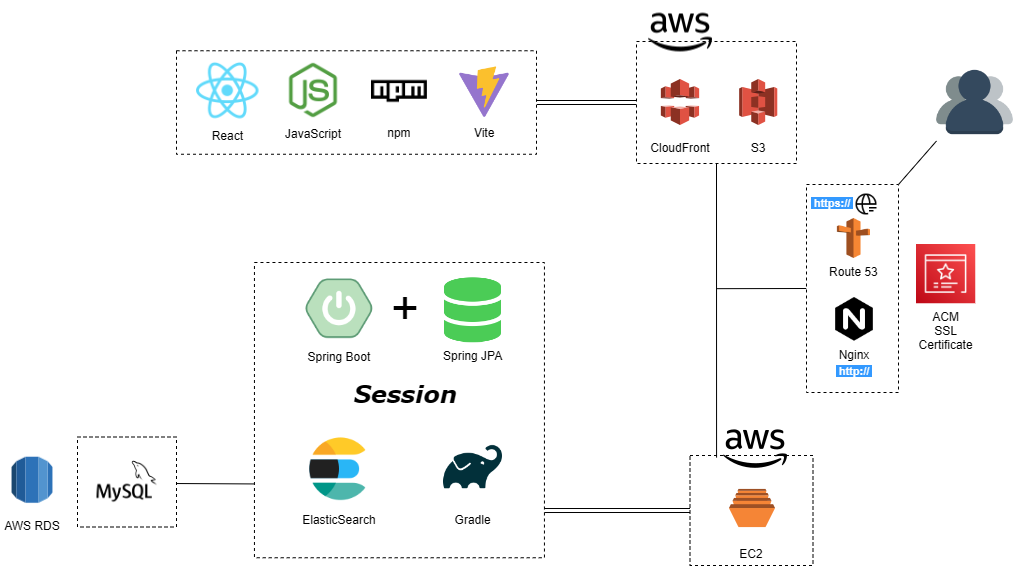 aws
React
JavaScript
npm
npm
Vite
CloudFront
S3
https://
Route 53
Nginx
http://
ACM
SSL
Certificate
JS
N
+
Spring Boot
Spring JPA
Session
ElasticSearch
Gradle
MySQL
AWS RDS
aws
EC2